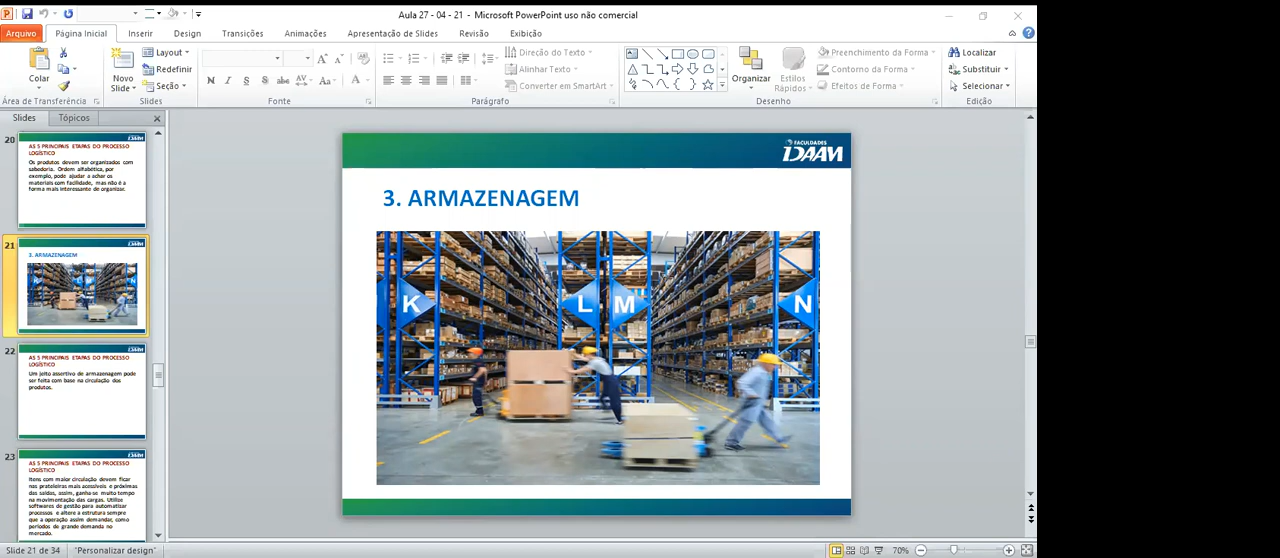 Aula 27 - 04 - 21 - Microsoft PowerPoint uso não comercial
Arquivo Página Inicial Inserir Design Transições Animações Apresentação de Slides Revisão Exibição
Colar
Área de Transferência
Novo Slide
Layout
Redefinir
Seção
Slides
N I S abc AV Aa A
Fonte
Direção do Texto
Alinhar Texto
Converter em SmartArt
Parágrafo
Organizar
Estilos Rápidos
Preenchimento da Forma
Contorno da Forma
Efeitos de Forma
Desenho
Localizar
Substituir
Selecionar
Edição
Slides Tópicos
20
AS 5 PRINCIPAIS ETAPAS DO PROCESSO
LOGÍSTICO
Os produtos devem ser organizados com
sabedoria. Ordem alfabética, por
exemplo, pode ajudar a achar os
materiais com facilidade, mas não é a
forma mais interessante de organizar.
21
3. ARMAZENAGEM
22
AS 5 PRINCIPAIS ETAPAS DO PROCESSO
LOGÍSTICO
Um jeito assertivo de armazenagem pode
ser feita com base na circulação dos
produtos.
23
AS 5 PRINCIPAIS ETAPAS DO PROCESSO
LOGÍSTICO
Itens com maior circulação devem ficar
nas prateleiras mais acessíveis e próximas
das saídas, assim, ganha-se muito tempo
na movimentação das cargas. Utilize
softwares de gestão para automatizar
processos e altere a estrutura sempre
que a operação assim demandar, como
períodos de grande demanda no
mercado.
FACULDADES
IDAAM
3. ARMAZENAGEM
K L M N
Slide 21 de 34 "Personalizar design" 70%